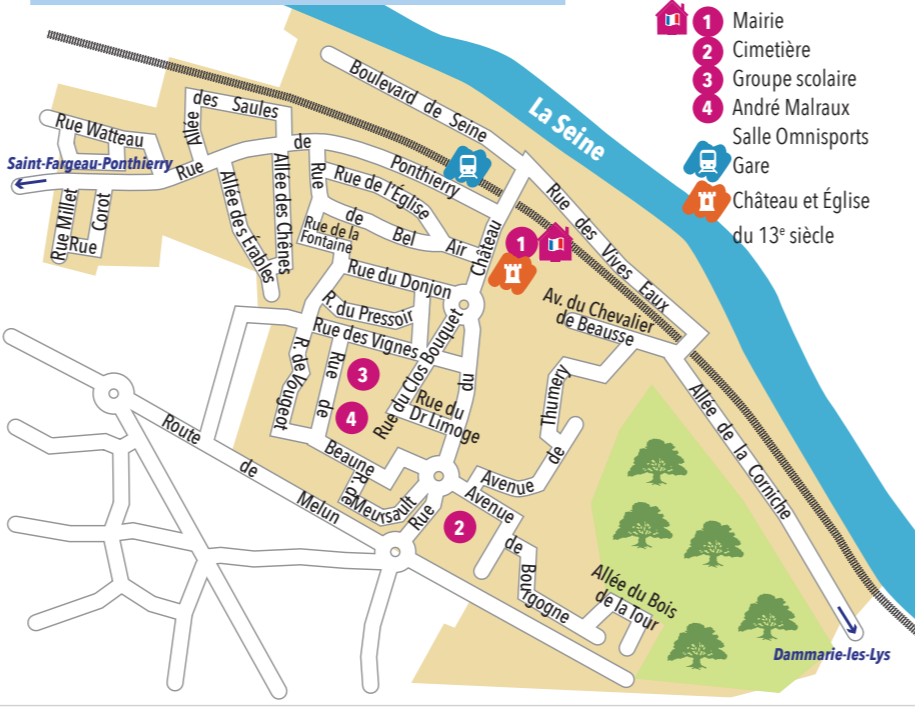 1 Mairie
2 Cimetière
3 Groupe scolaire
4 André Malraux
Salle Omnisports
Gare
Château et Église
du 13e siècle
La Seine
Boulevard de Seine
Rue des Vives Eaux
Allée des Saules
Rue Watteau
Saint-Fargeau-Ponthierry
Rue de Ponthierry
Rue Millet
Rue Corot
Allée des Érables
Allée des Chênes
Rue de l'Église
Rue de Bel Air
Rue de la
Fontaine
Rue du Château
1
Rue du Donjon
R. du Pressoir
Rue des Vignes
Av. du Chevalier
de Beausse
R. de Vougeot
Rue de Beaune
3
4
Rue du Clos Bouquet
Rue du
Dr Limoge
Avenue de Thumery
Allée de la Corniche
Route de Melun
R. de
Meursault
2
Avenue de Bourgogne
Allée du Bois
de la Tour
Dammarie-les-Lys